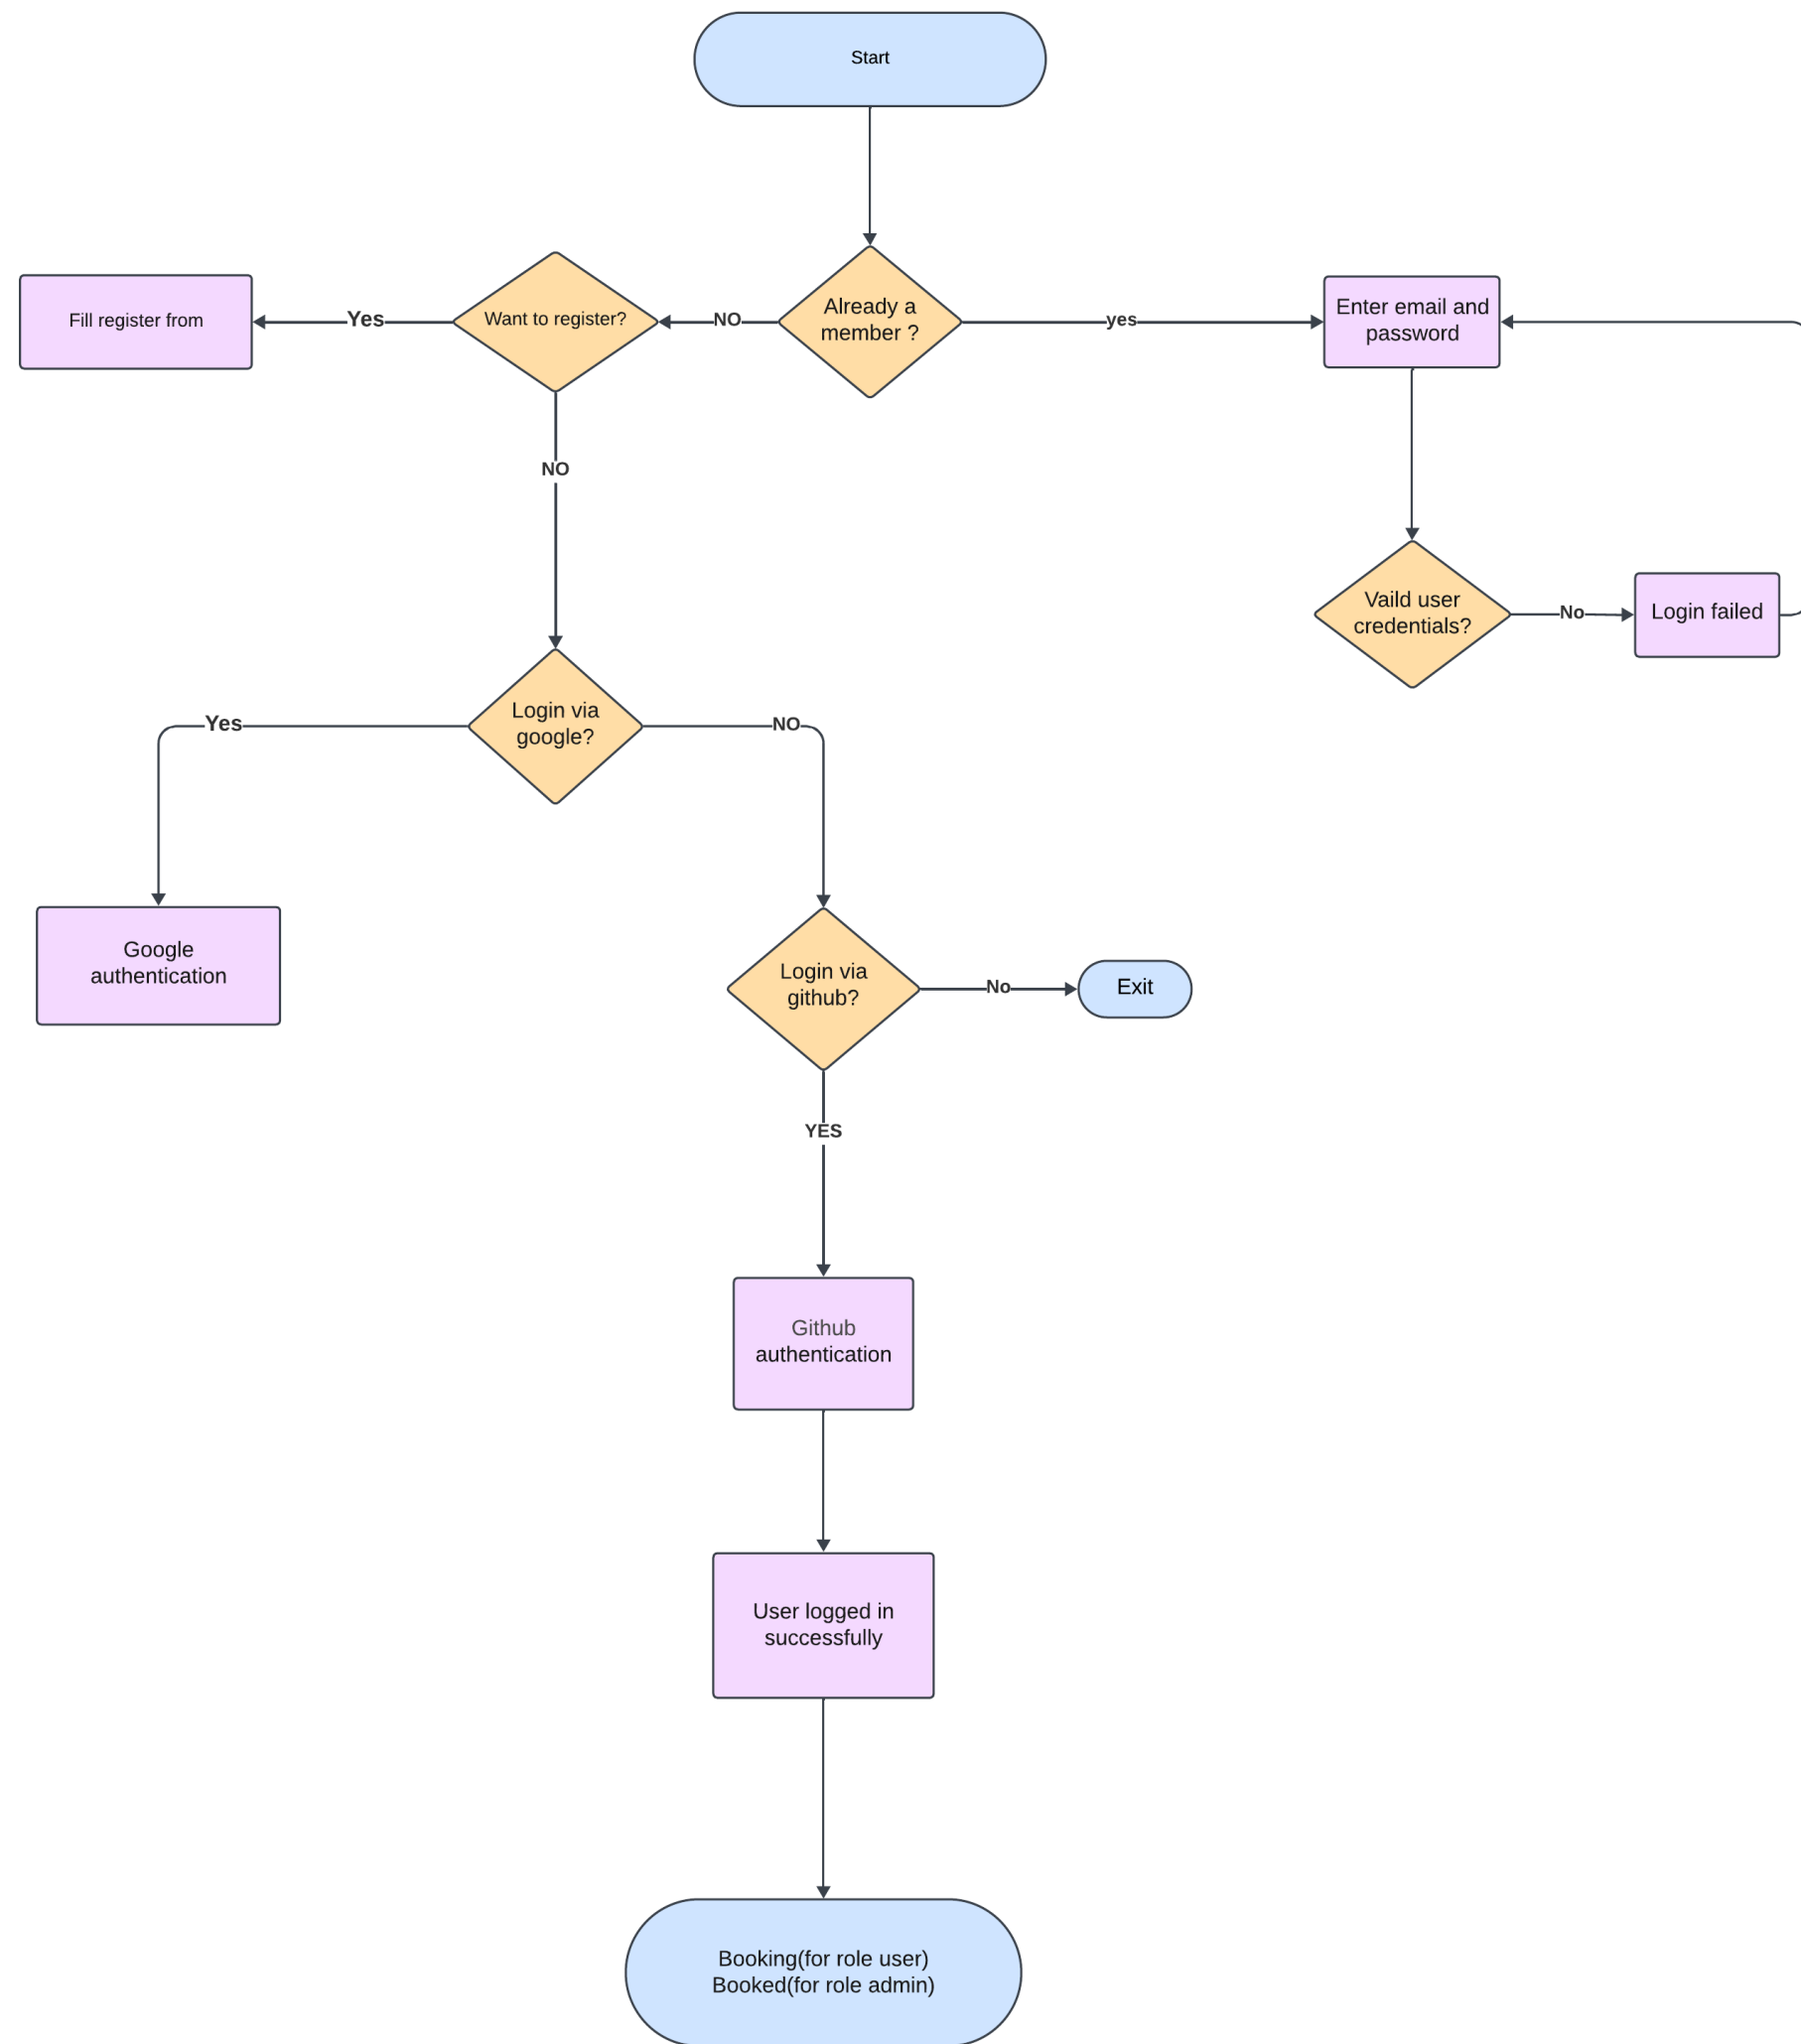 Start
Fill register from
Yes
Want to register?
NO
Already a
member ?
yes
Enter email and
password
NO
Vaild user
credentials?
No
Login failed
Yes
Login via
google?
NO
Google
authentication
Login via
github?
No
Exit
YES
Github
authentication
User logged in
successfully
Booking(for role user)
Booked(for role admin)